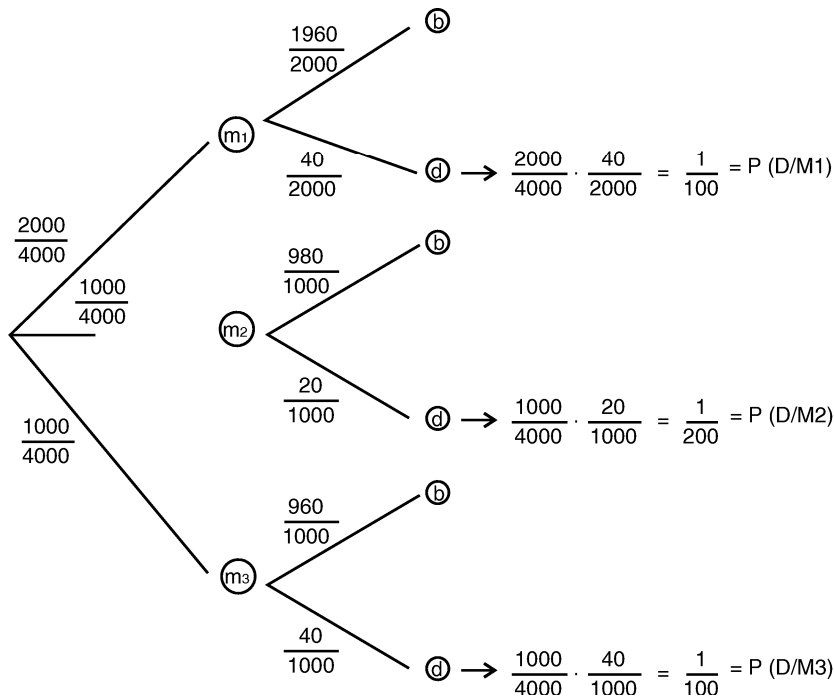 b
1960/2000
m1
40/2000
d → 2000/4000 · 40/2000 = 1/100 = P (D/M1)
2000/4000
b
980/1000
1000/4000
m2
20/1000
d → 1000/4000 · 20/1000 = 1/200 = P (D/M2)
1000/4000
b
960/1000
m3
40/1000
d → 1000/4000 · 40/1000 = 1/100 = P (D/M3)